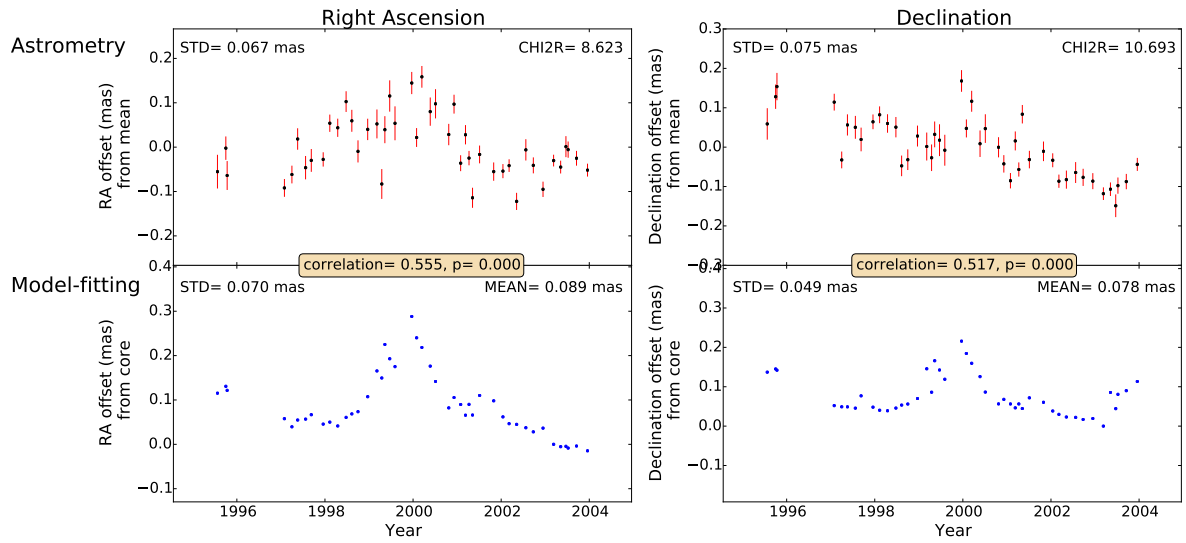 Right Ascension
Declination
Astrometry
STD= 0.067 mas
CHI2R= 8.623
RA offset (mas)
from mean
0.2
0.1
0.0
−0.1
−0.2
STD= 0.075 mas
CHI2R= 10.693
Declination offset (mas)
from mean
0.3
0.2
0.1
0.0
−0.1
−0.2
−0.3
correlation= 0.555, p= 0.000
correlation= 0.517, p= 0.000
Model-fitting
STD= 0.070 mas
MEAN= 0.089 mas
RA offset (mas)
from core
0.4
0.3
0.2
0.1
0.0
−0.1
1996
1998
2000
2002
2004
Year
STD= 0.049 mas
MEAN= 0.078 mas
Declination offset (mas)
from core
0.4
0.3
0.2
0.1
0.0
−0.1
1996
1998
2000
2002
2004
Year